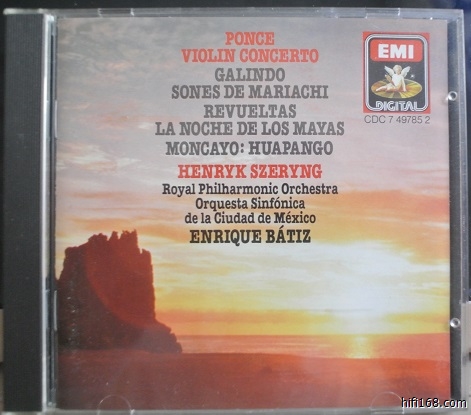 PONCE
VIOLIN CONCERTO
GALINDO
SONES DE MARIACHI
REVUELTAS
LA NOCHE DE LOS MAYAS
MONCAYO: HUAPANGO
HENRYK SZERYNG
Royal Philharmonic Orchestra
Orquesta Sinfónica
de la Ciudad de México
ENRIQUE BÁTIZ
EMI
DIGITAL
CDC 7 49785 2
hifi168.com